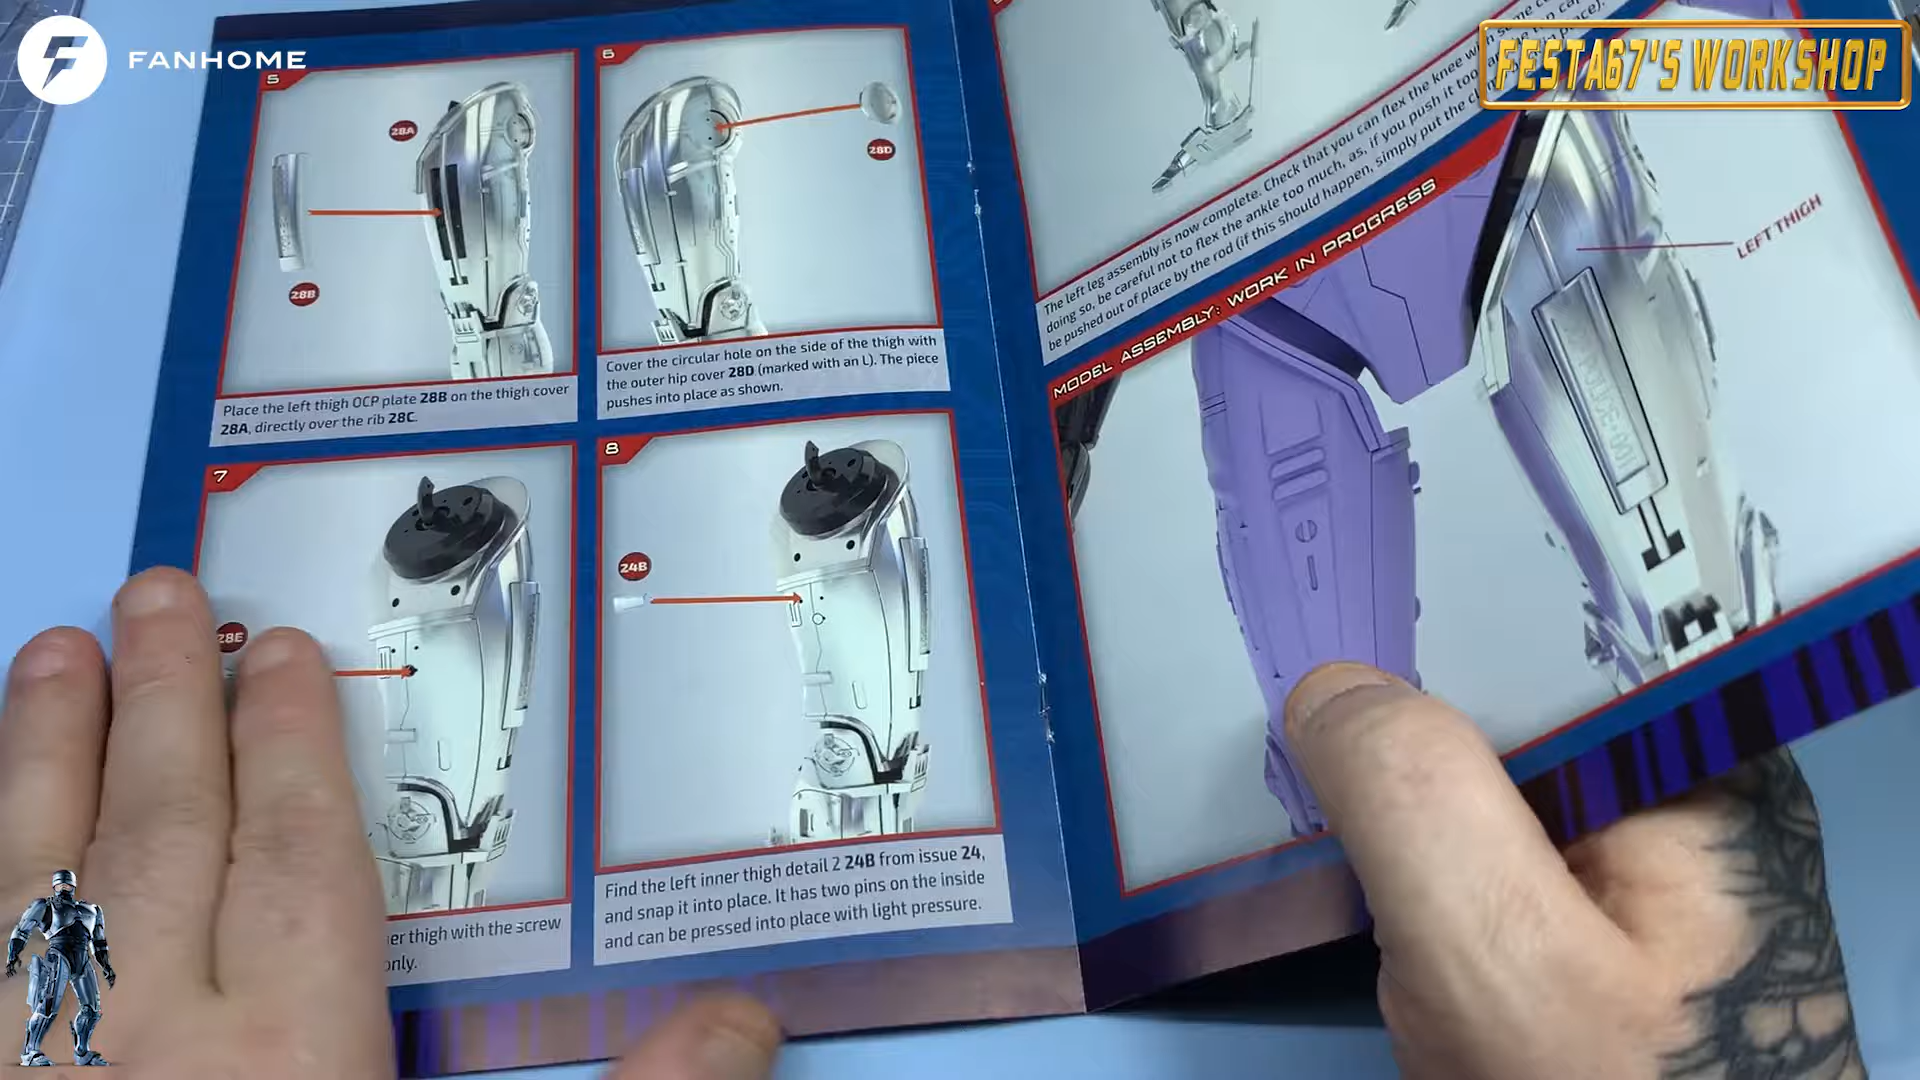 FANHOME
FESTA67'S WORKSHOP
5
28A
28B
Place the left thigh OCP plate 28B on the thigh cover
28A, directly over the rib 28C.
6
28D
Cover the circular hole on the side of the thigh with
the outer hip cover 28D (marked with an L). The piece
pushes into place as shown.
7
28E
er thigh with the screw
only.
8
24B
Find the left inner thigh detail 2 24B from issue 24,
and snap it into place. It has two pins on the inside
and can be pressed into place with light pressure.
The left leg assembly is now complete. Check that you can flex the knee with some
doing so, be careful not to flex the ankle too much, as, if you push it too
be pushed out of place by the rod (if this should happen, simply put the place).
MODEL ASSEMBLY: WORK IN PROGRESS
LEFT THIGH
POLICE
001